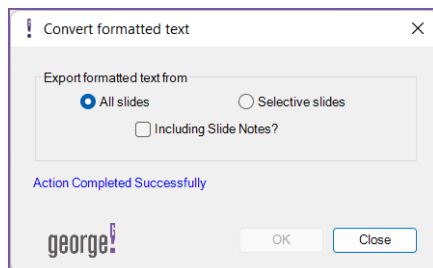 Convert formatted text
Export formatted text from
All slides Selective slides
Including Slide Notes?
Action Completed Successfully
george!
OK Close